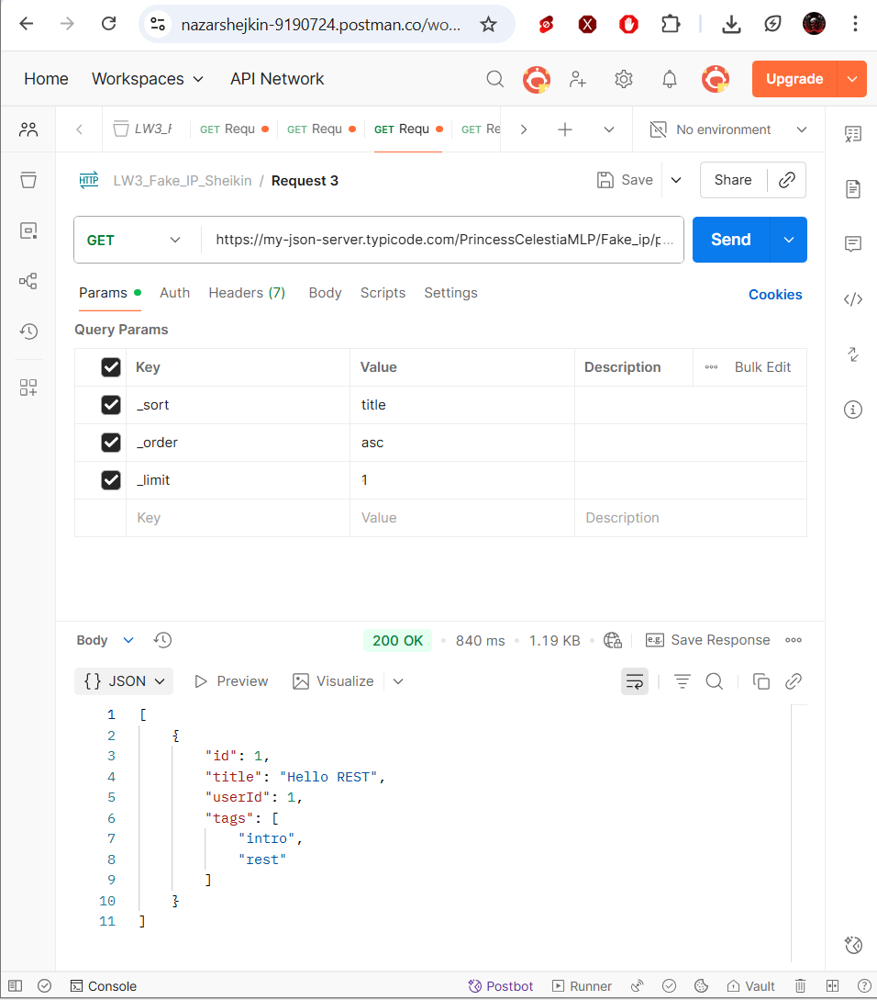 nazarshejkin-9190724.postman.co/wo...
Home Workspaces API Network Upgrade
LW3_F GET Requ GET Requ GET Requ GET Re No environment
HTTP LW3_Fake_IP_Sheikin / Request 3 Save Share
GET https://my-json-server.typicode.com/PrincessCelestiaMLP/Fake_ip/p... Send
Params Auth Headers (7) Body Scripts Settings Cookies
Query Params
Key Value Description Bulk Edit
_sort title
_order asc
_limit 1
Key Value Description
Body 200 OK 840 ms 1.19 KB e.g. Save Response
{} JSON Preview Visualize
1 [
2 {
3 "id": 1,
4 "title": "Hello REST",
5 "userId": 1,
6 "tags": [
7 "intro",
8 "rest"
9 ]
10 }
11 ]
Console Postbot Runner Vault